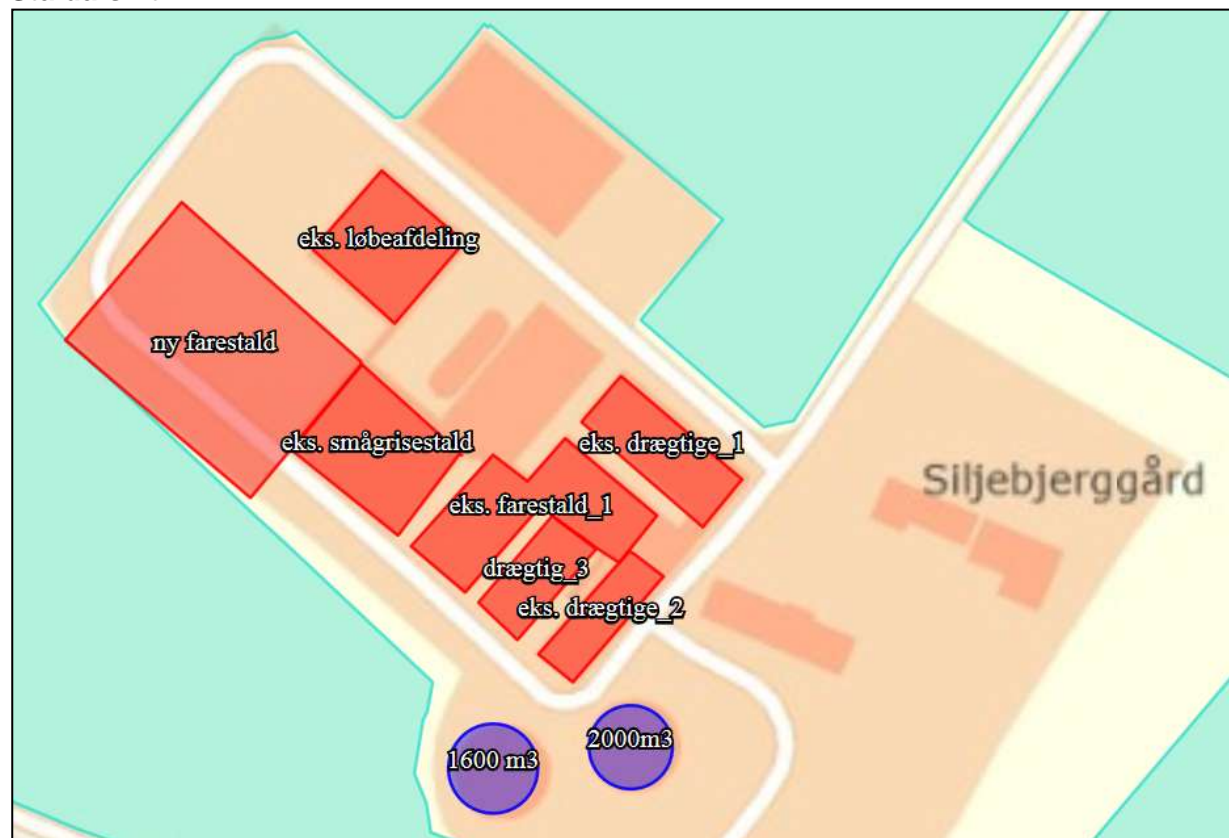 eks. løbeafdeling
ny farestald
eks. smågrisestald
eks. drægtige_1
Siljebjerggård
eks. farestald_1
drægtig_3
eks. drægtige_2
2000m3
1600 m3